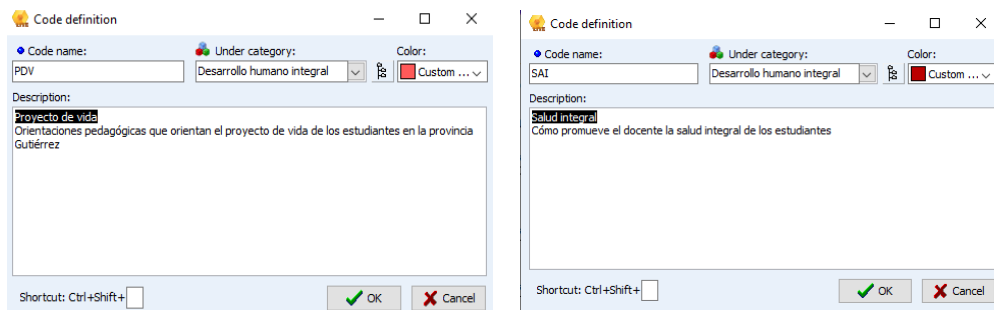 Code definition
Code name:
Under category:
Color:
PDV
Desarrollo humano integral
Custom ...
Description:
Proyecto de vida
Orientaciones pedagógicas que orientan el proyecto de vida de los estudiantes en la provincia
Gutiérrez
Shortcut: Ctrl+Shift+
OK
Cancel
Code definition
Code name:
Under category:
Color:
SAI
Desarrollo humano integral
Custom ...
Description:
Salud integral
Cómo promueve el docente la salud integral de los estudiantes
Shortcut: Ctrl+Shift+
OK
Cancel